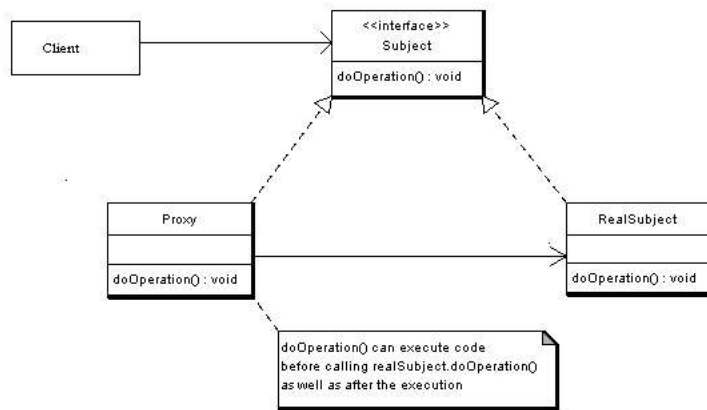 Client
<<interface>>
Subject
doOperation() : void
Proxy
doOperation() : void
RealSubject
doOperation() : void
doOperation() can execute code
before calling realSubject.doOperation()
as well as after the execution